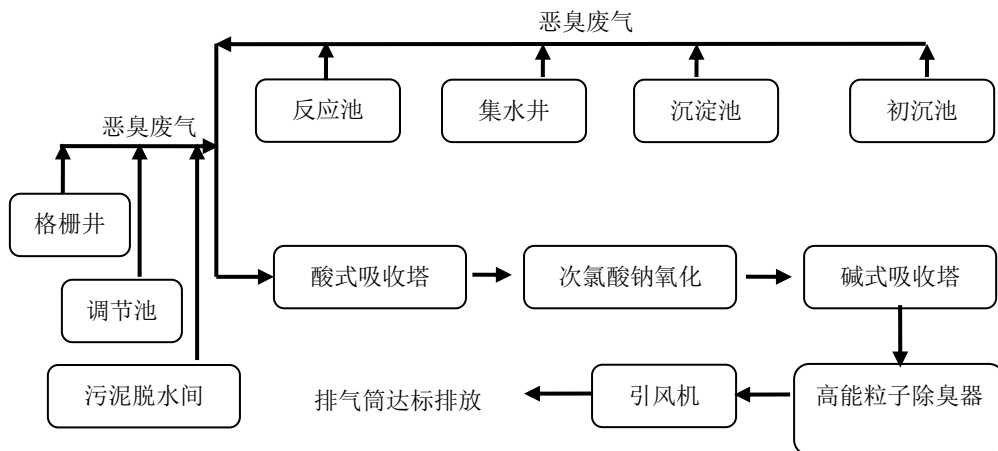 恶臭废气
反应池
集水井
沉淀池
初沉池
恶臭废气
格栅井
酸式吸收塔
次氯酸钠氧化
碱式吸收塔
调节池
污泥脱水间
排气筒达标排放
引风机
高能粒子除臭器